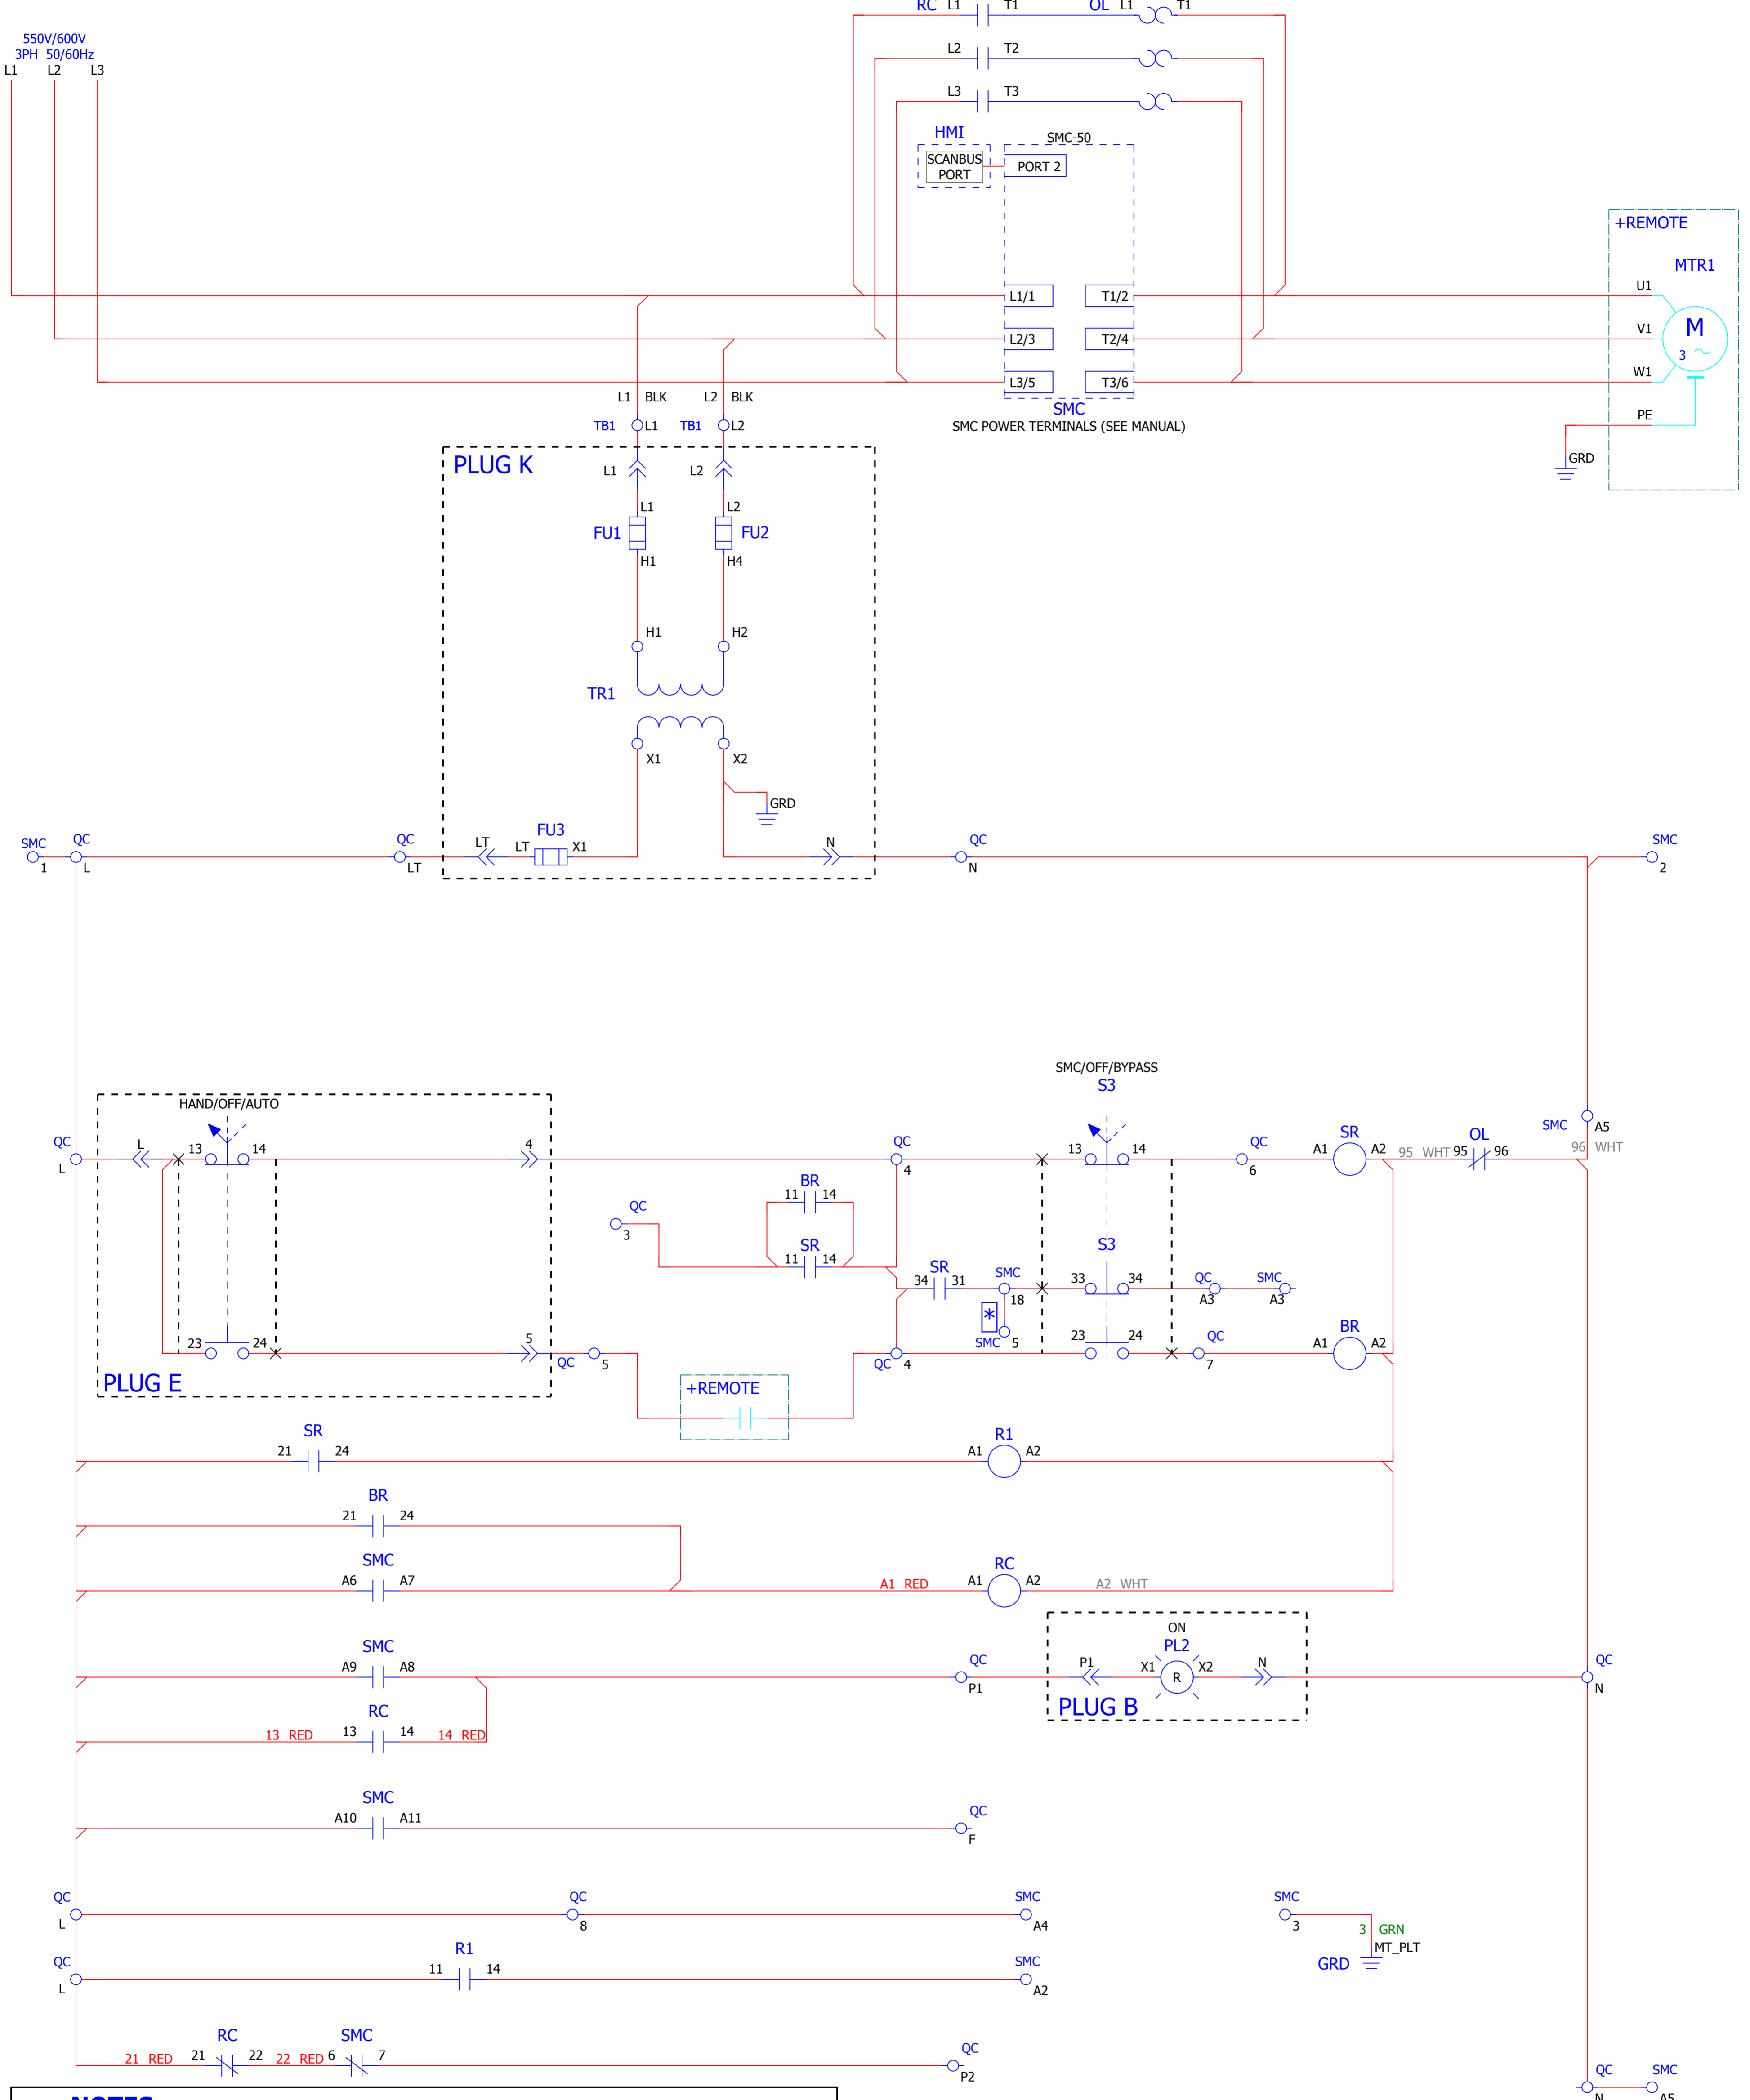 RC L1 T1 OL L1 T1
550V/600V
3PH 50/60Hz
L1 L2 L3
L2 T2
L3 T3
HMI SMC-50
SCANBUS
PORT
PORT 2
+REMOTE
MTR1
L1/1 T1/2 U1
L2/3 T2/4 V1 M
3
L3/5 T3/6 W1
L1 BLK L2 BLK
SMC
SMC POWER TERMINALS (SEE MANUAL)
PE
GRD
TB1 L1 TB1 L2
PLUG K
L1 L2
L1 L2
FU1 FU2
H1 H4
H1 H2
TR1
X1 X2
GRD
SMC QC QC LT LT FU3 X1 N QC SMC
1 L LT N 2
SMC/OFF/BYPASS
S3
HAND/OFF/AUTO
SMC A5
QC L 13 14 4 QC 13 14 QC SR OL
L 4 6 A1 A2 95 WHT 95 96 96 WHT
BR
11 14
QC
3
SR
11 14
S3
SR
34 31 SMC 33 34 QC SMC
18 A3 A3
*
SMC 5
23 24 5 QC 5 QC 4 23 24 QC 7 BR A1 A2
PLUG E
+REMOTE
SR R1
21 24 A1 A2
BR
21 24
SMC RC
A6 A7 A1 RED A1 A2 A2 WHT
ON
SMC PL2
A9 A8 QC P1 P1 X1 R X2 N QC N
PLUG B
RC
13 RED 13 14 14 RED
SMC
A10 A11 QC
F
QC QC SMC SMC
L 8 A4 3
3 GRN
MT_PLT
GRD
QC R1 SMC
L 11 14 A2
RC SMC
21 RED 21 22 22 RED 6 7 QC
P2
QC SMC
N A5
NOTES